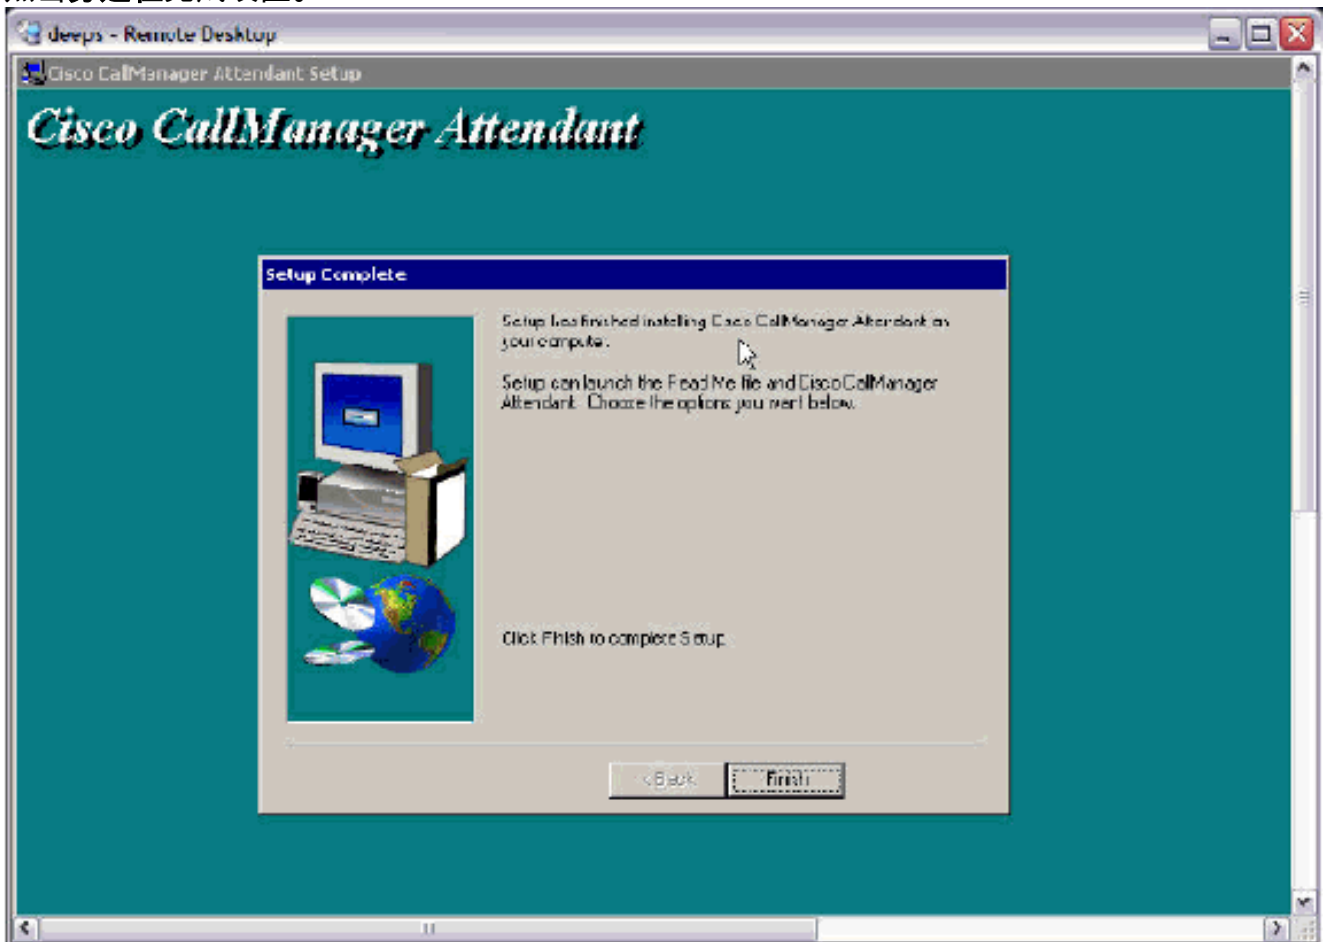 deeps - Remote Desktop
Cisco CallManager Attendant Setup
Cisco CallManager Attendant
Setup Complete
Setup has finished installing Cisco CallManager Attendant on
your computer.
Setup can launch the Read Me file and Cisco CallManager
Attendant. Choose the options you want below.
Click Finish to complete Setup.
< Back
Finish